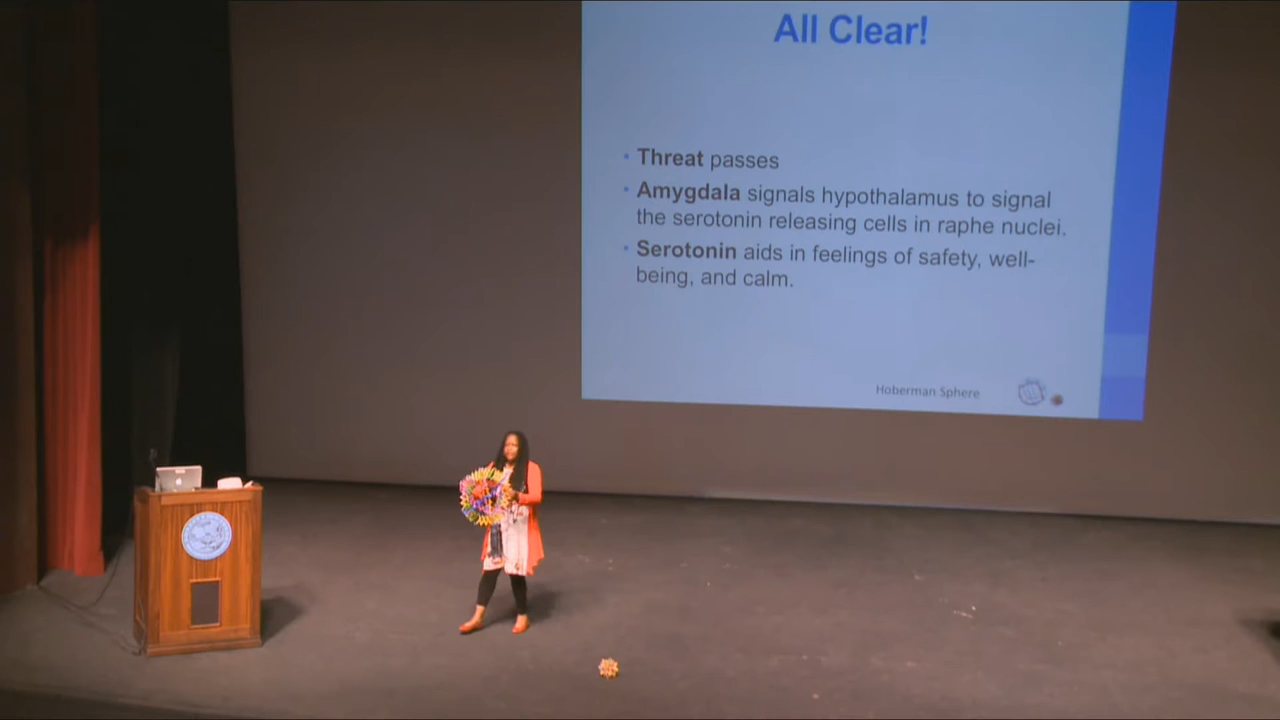 All Clear!
• Threat passes
• Amygdala signals hypothalamus to signal
the serotonin releasing cells in raphe nuclei.
• Serotonin aids in feelings of safety, well-
being, and calm.
Hoberman Sphere